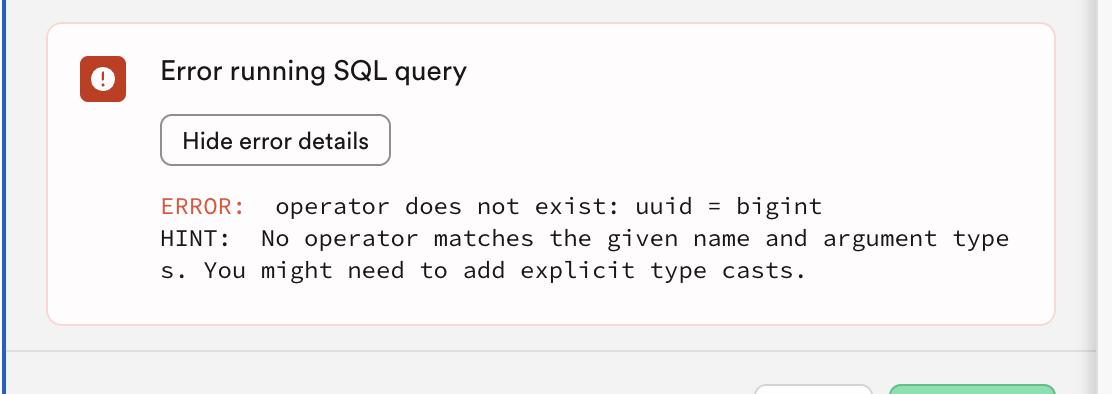 Error running SQL query
Hide error details
ERROR:  operator does not exist: uuid = bigint
HINT:  No operator matches the given name and argument type
s. You might need to add explicit type casts.